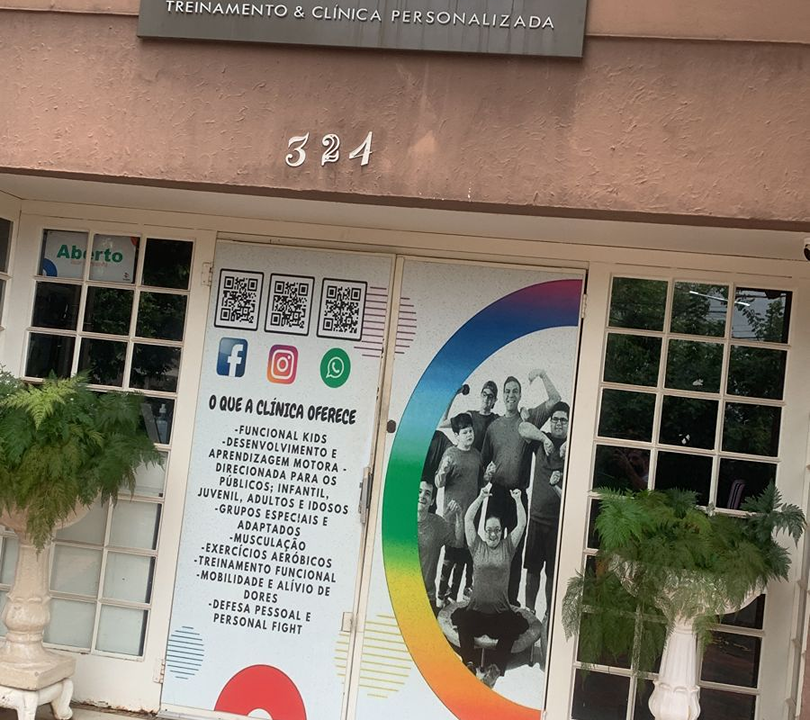 TREINAMENTO & CLÍNICA PERSONALIZADA
324
Aberto
O QUE A CLÍNICA OFERECE
-FUNCIONAL KIDS
-DESENVOLVIMENTO E
APRENDIZAGEM MOTORA -
DIRECIONADA PARA OS
PÚBLICOS; INFANTIL,
JUVENIL, ADULTOS E IDOSOS
-GRUPOS ESPECIAIS E
ADAPTADOS
-MUSCULAÇÃO
-EXERCÍCIOS AERÓBICOS
-TREINAMENTO FUNCIONAL
-MOBILIDADE E ALÍVIO DE
DORES
-DEFESA PESSOAL E
PERSONAL FIGHT